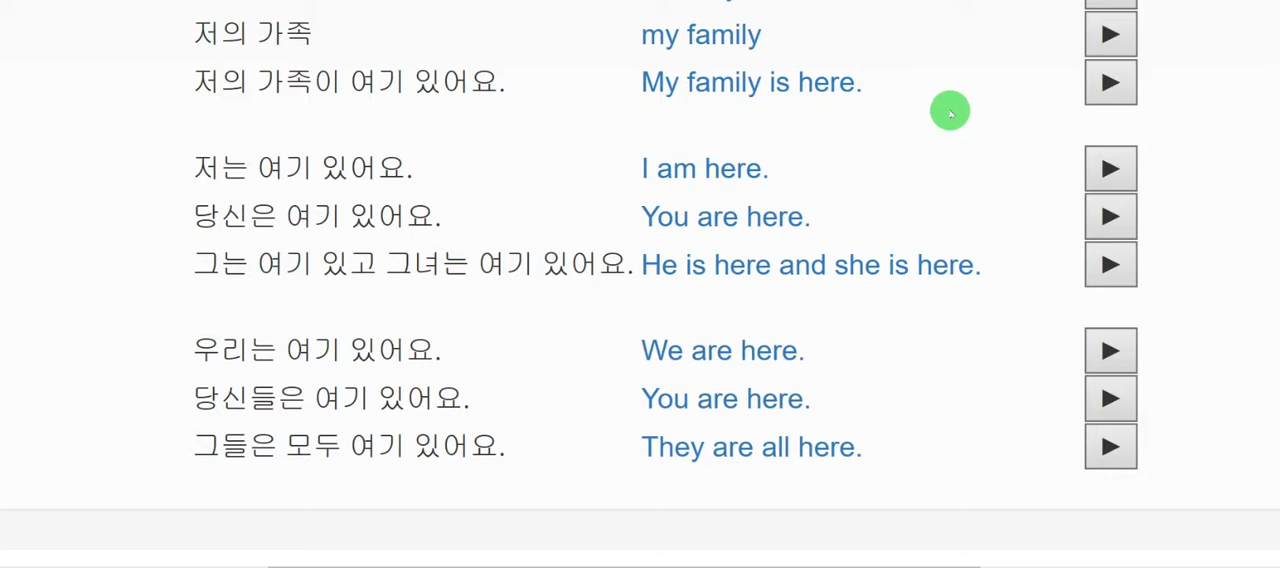 저의 가족 my family
저의 가족이 여기 있어요. My family is here.
저는 여기 있어요. I am here.
당신은 여기 있어요. You are here.
그는 여기 있고 그녀는 여기 있어요. He is here and she is here.
우리는 여기 있어요. We are here.
당신들은 여기 있어요. You are here.
그들은 모두 여기 있어요. They are all here.